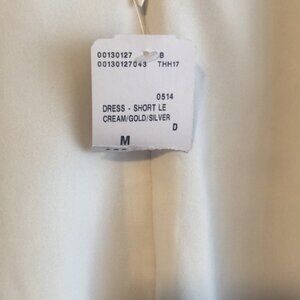 00130127 B
00130127043 THH17
0514
DRESS - SHORT LE
CREAM/GOLD/SILVER
D
M